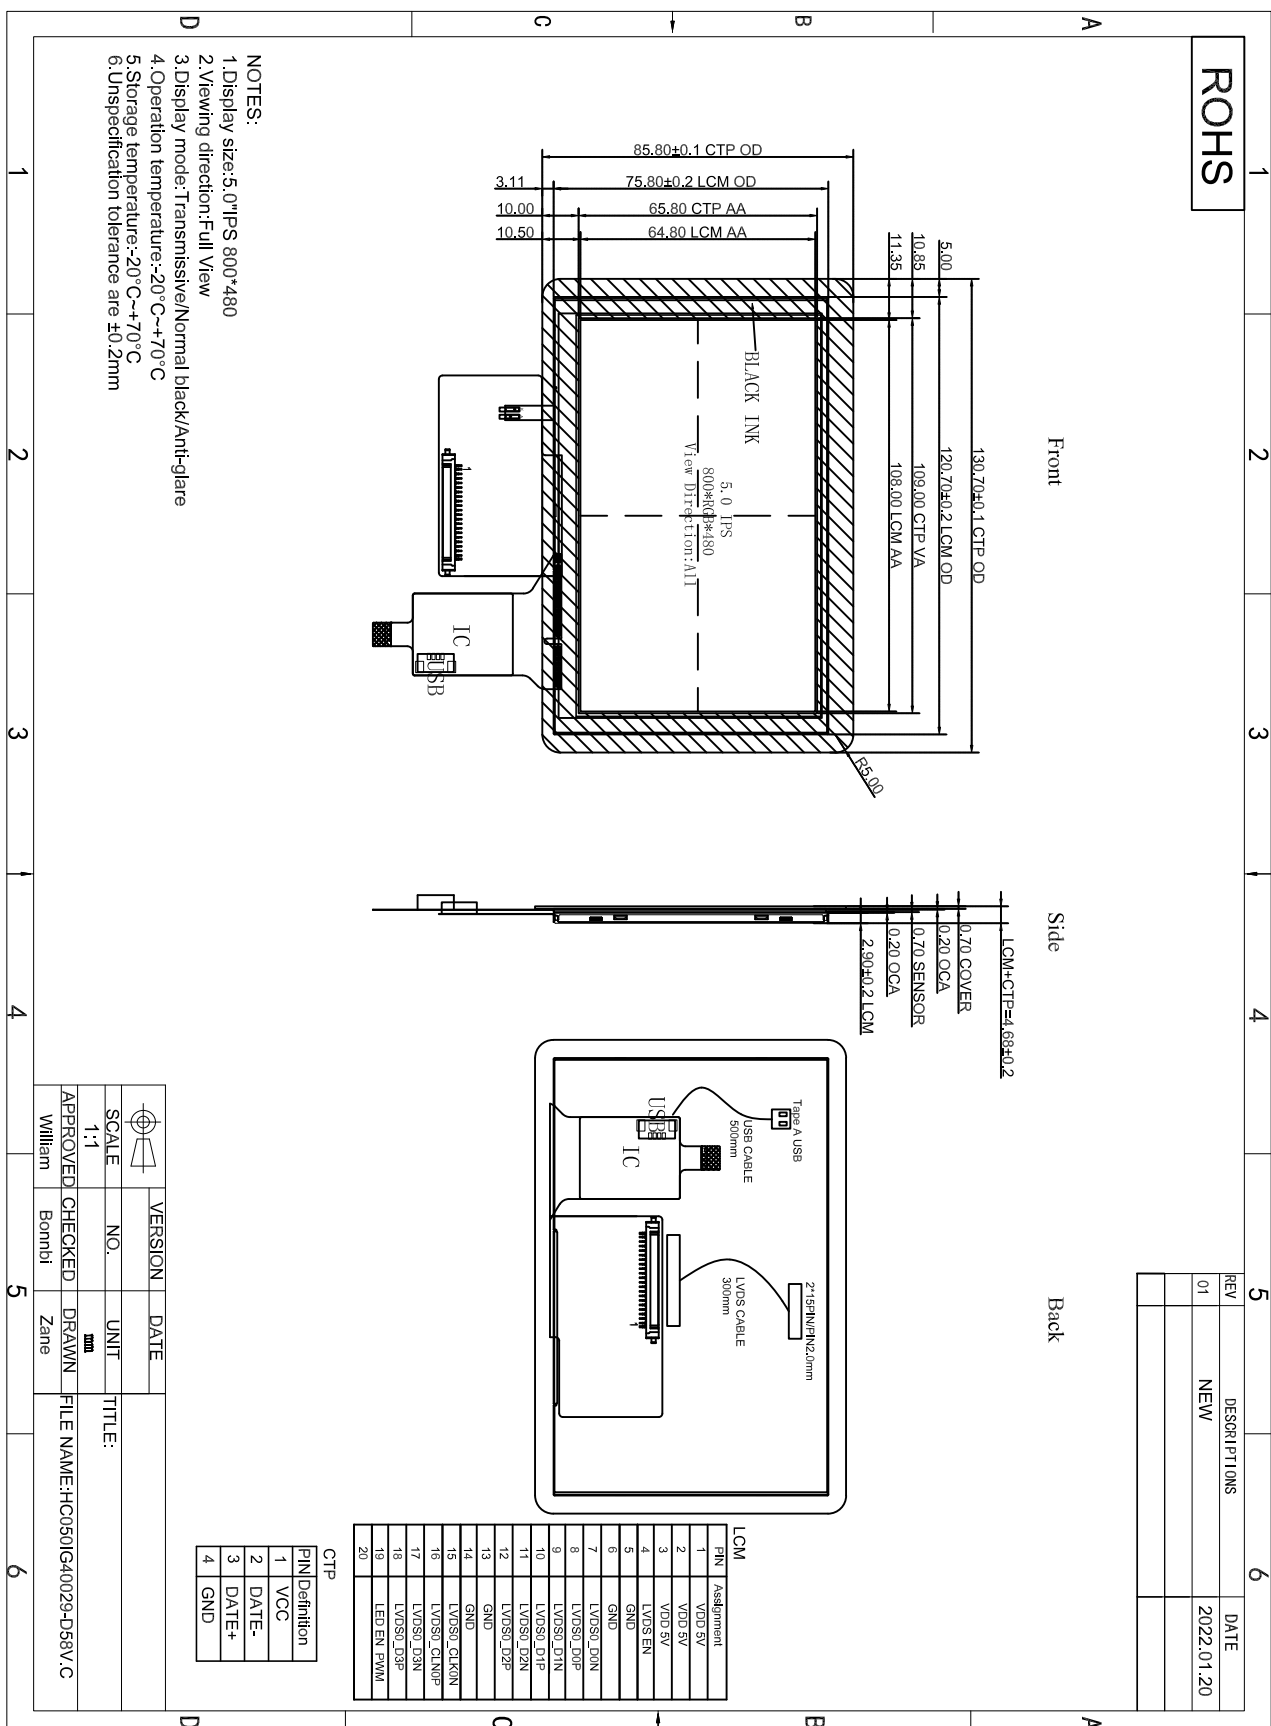 ROHS
1
2
3
4
5
6
A
B
C
D
REV
DESCRIPTIONS
DATE
01
NEW
2022.01.20
Front
Side
Back
130.70±0.1 CTP OD
120.70±0.2 LCM OD
109.00 CTP VA
108.00 LCM AA
5.00
10.85
11.35
85.80±0.1 CTP OD
75.80±0.2 LCM OD
65.80 CTP AA
64.80 LCM AA
3.11
10.00
10.50
R5.00
BLACK INK
5.0 IPS
800*RGB*480
View Direction:All
1
IC
USB
LCM+CTP=4.68±0.2
0.70 COVER
0.20 OCA
0.70 SENSOR
0.20 OCA
2.90±0.2 LCM
Tape A USB
USB CABLE
500mm
USB
IC
2*15PIN/PIN2.0mm
LVDS CABLE
300mm
1
LCM
PIN Assignment
1 VDD 5V
2 VDD 5V
3 VDD 5V
4 LVDS EN
5 GND
6 GND
7 LVDS0_D0N
8 LVDS0_D0P
9 LVDS0_D1N
10 LVDS0_D1P
11 LVDS0_D2N
12 LVDS0_D2P
13 GND
14 GND
15 LVDS0_CLK0N
16 LVDS0_CLN0P
17 LVDS0_D3N
18 LVDS0_D3P
19 LED EN PWM
20
CTP
PIN Definition
1 VCC
2 DATE-
3 DATE+
4 GND
NOTES:
1.Display size:5.0"IPS 800*480
2.Viewing direction:Full View
3.Display mode:Transmissive/Normal black/Anti-glare
4.Operation temperature:-20°C~+70°C
5.Storage temperature:-20°C~+70°C
6.Unspecification tolerance are ±0.2mm
VERSION
DATE
SCALE
NO.
UNIT
TITLE:
1:1
mm
APPROVED
CHECKED
DRAWN
FILE NAME:HC050IG40029-D58V.C
William
Bonnbi
Zane
1
2
3
4
5
6
A
B
C
D